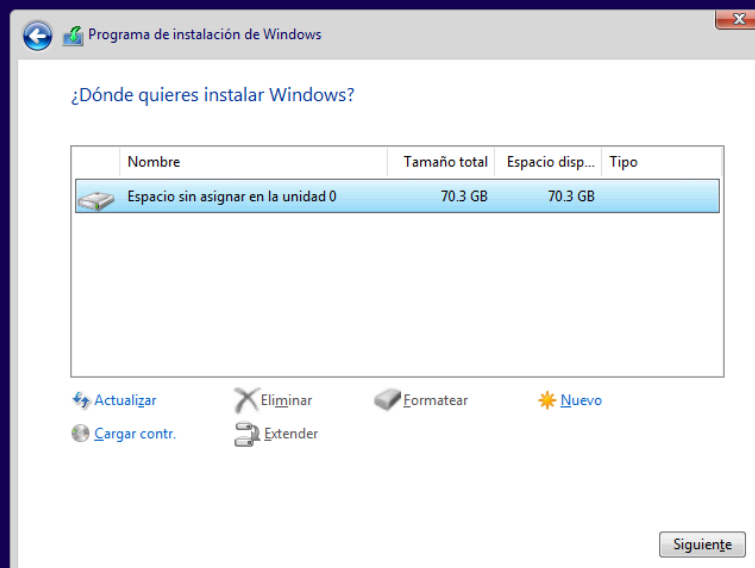 Programa de instalación de Windows
¿Dónde quieres instalar Windows?
Nombre Tamaño total Espacio disp... Tipo
Espacio sin asignar en la unidad 0 70.3 GB 70.3 GB
Actualizar Eliminar Formatear Nuevo
Cargar contr. Extender
Siguiente